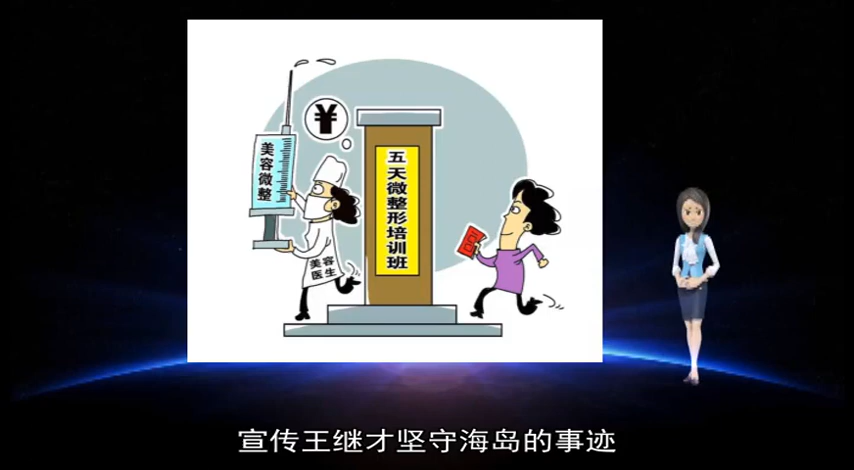 ¥
美容微整
五天微整形培训班
美容
医生
宣传王继才坚守海岛的事迹